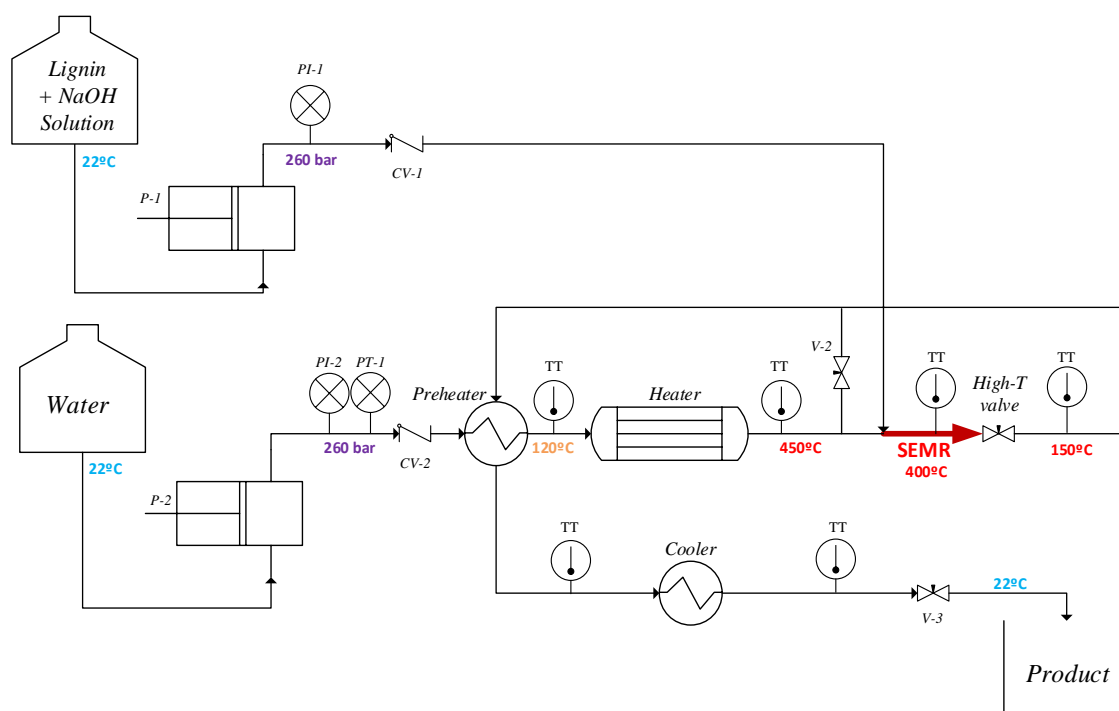 Lignin
+ NaOH
Solution
22ºC
P-1
PI-1
260 bar
CV-1
Water
22ºC
P-2
PI-2
PT-1
260 bar
CV-2
Preheater
TT
120ºC
Heater
TT
450ºC
V-2
TT
SEMR
400ºC
High-T
valve
TT
150ºC
TT
Cooler
TT
V-3
22ºC
Product